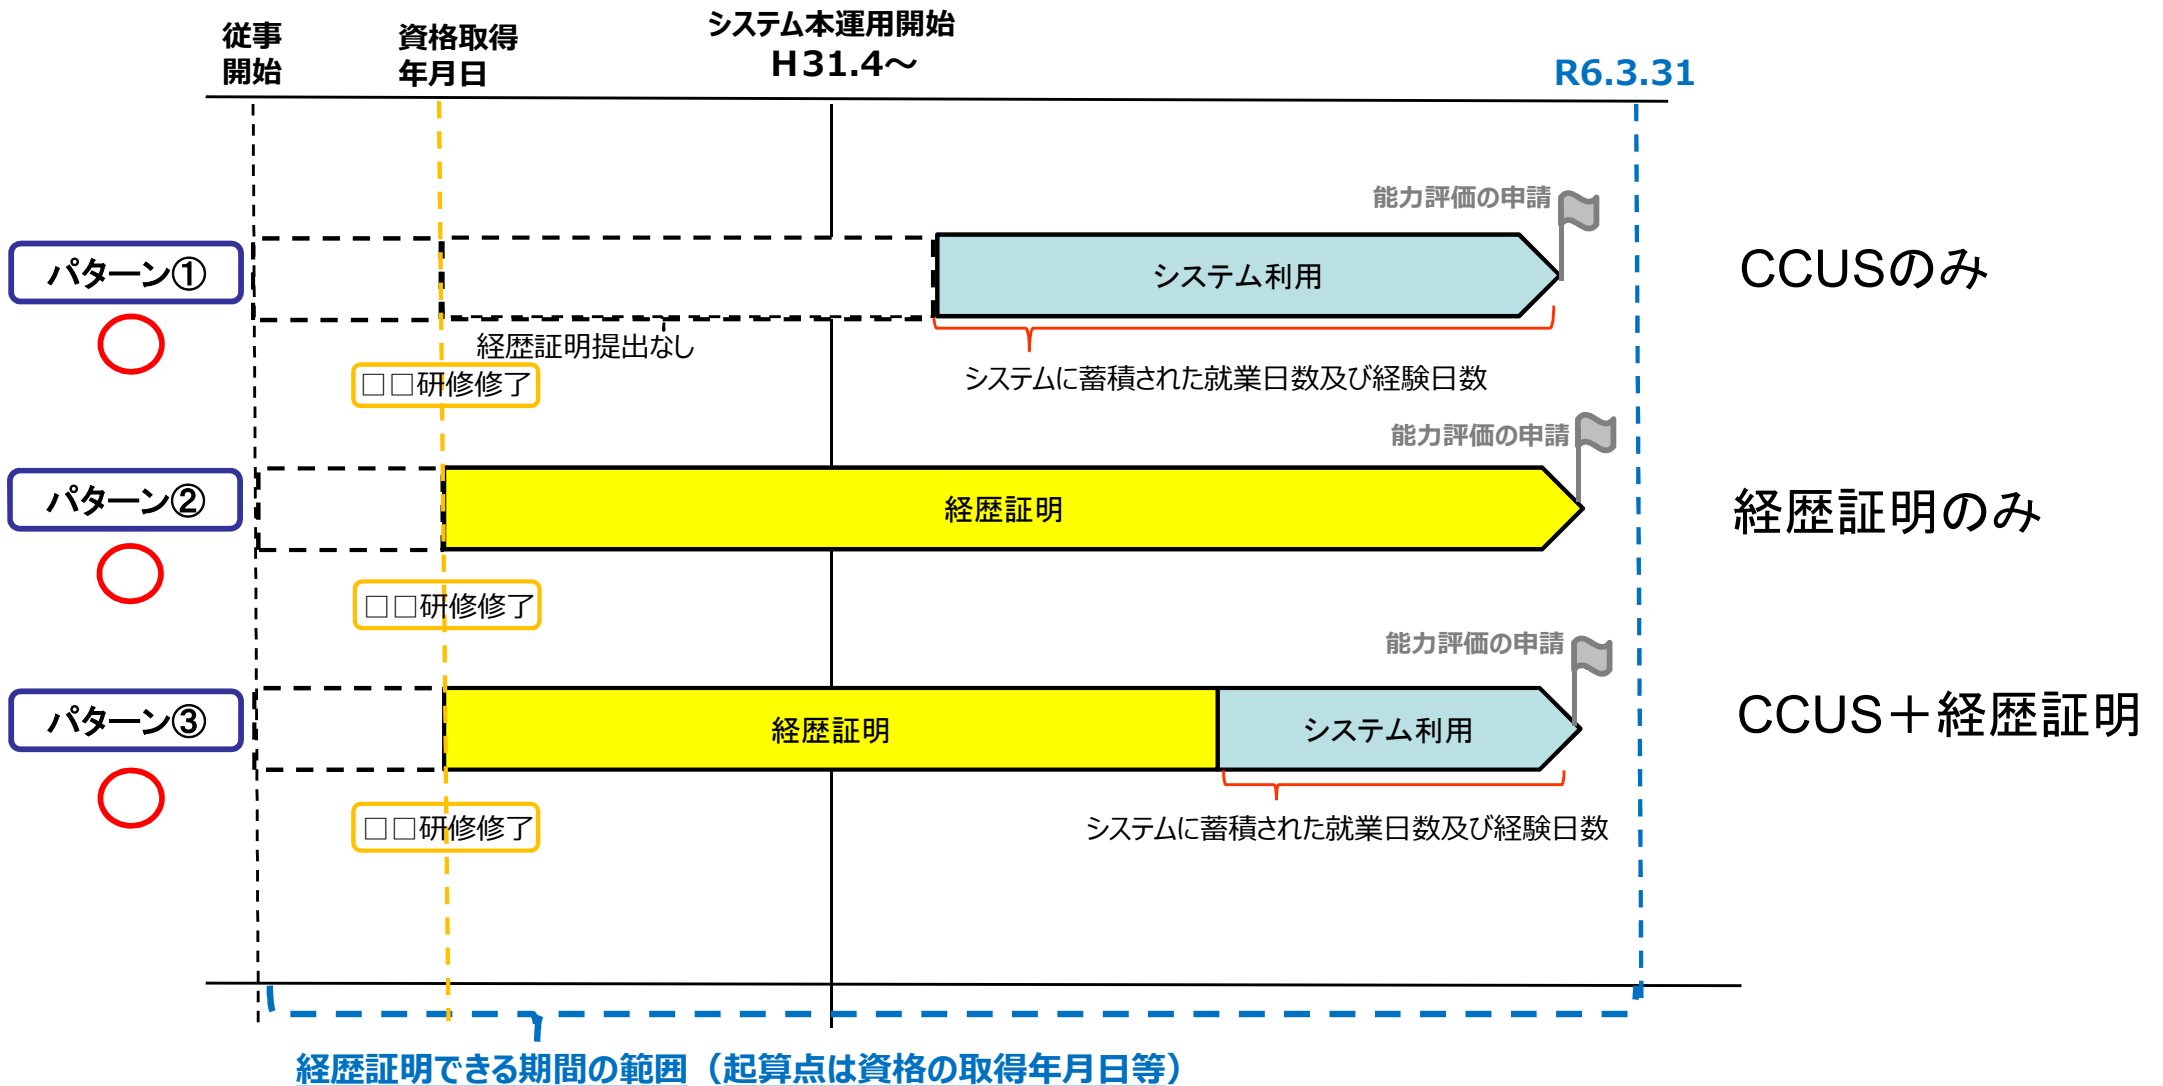 従事
開始
資格取得
年月日
システム本運用開始
H31.4～
R6.3.31
能力評価の申請
パターン①
システム利用
CCUSのみ
経歴証明提出なし
□□研修修了
システムに蓄積された就業日数及び経験日数
能力評価の申請
パターン②
経歴証明
経歴証明のみ
□□研修修了
能力評価の申請
パターン③
経歴証明
システム利用
CCUS＋経歴証明
□□研修修了
システムに蓄積された就業日数及び経験日数
経歴証明できる期間の範囲（起算点は資格の取得年月日等）